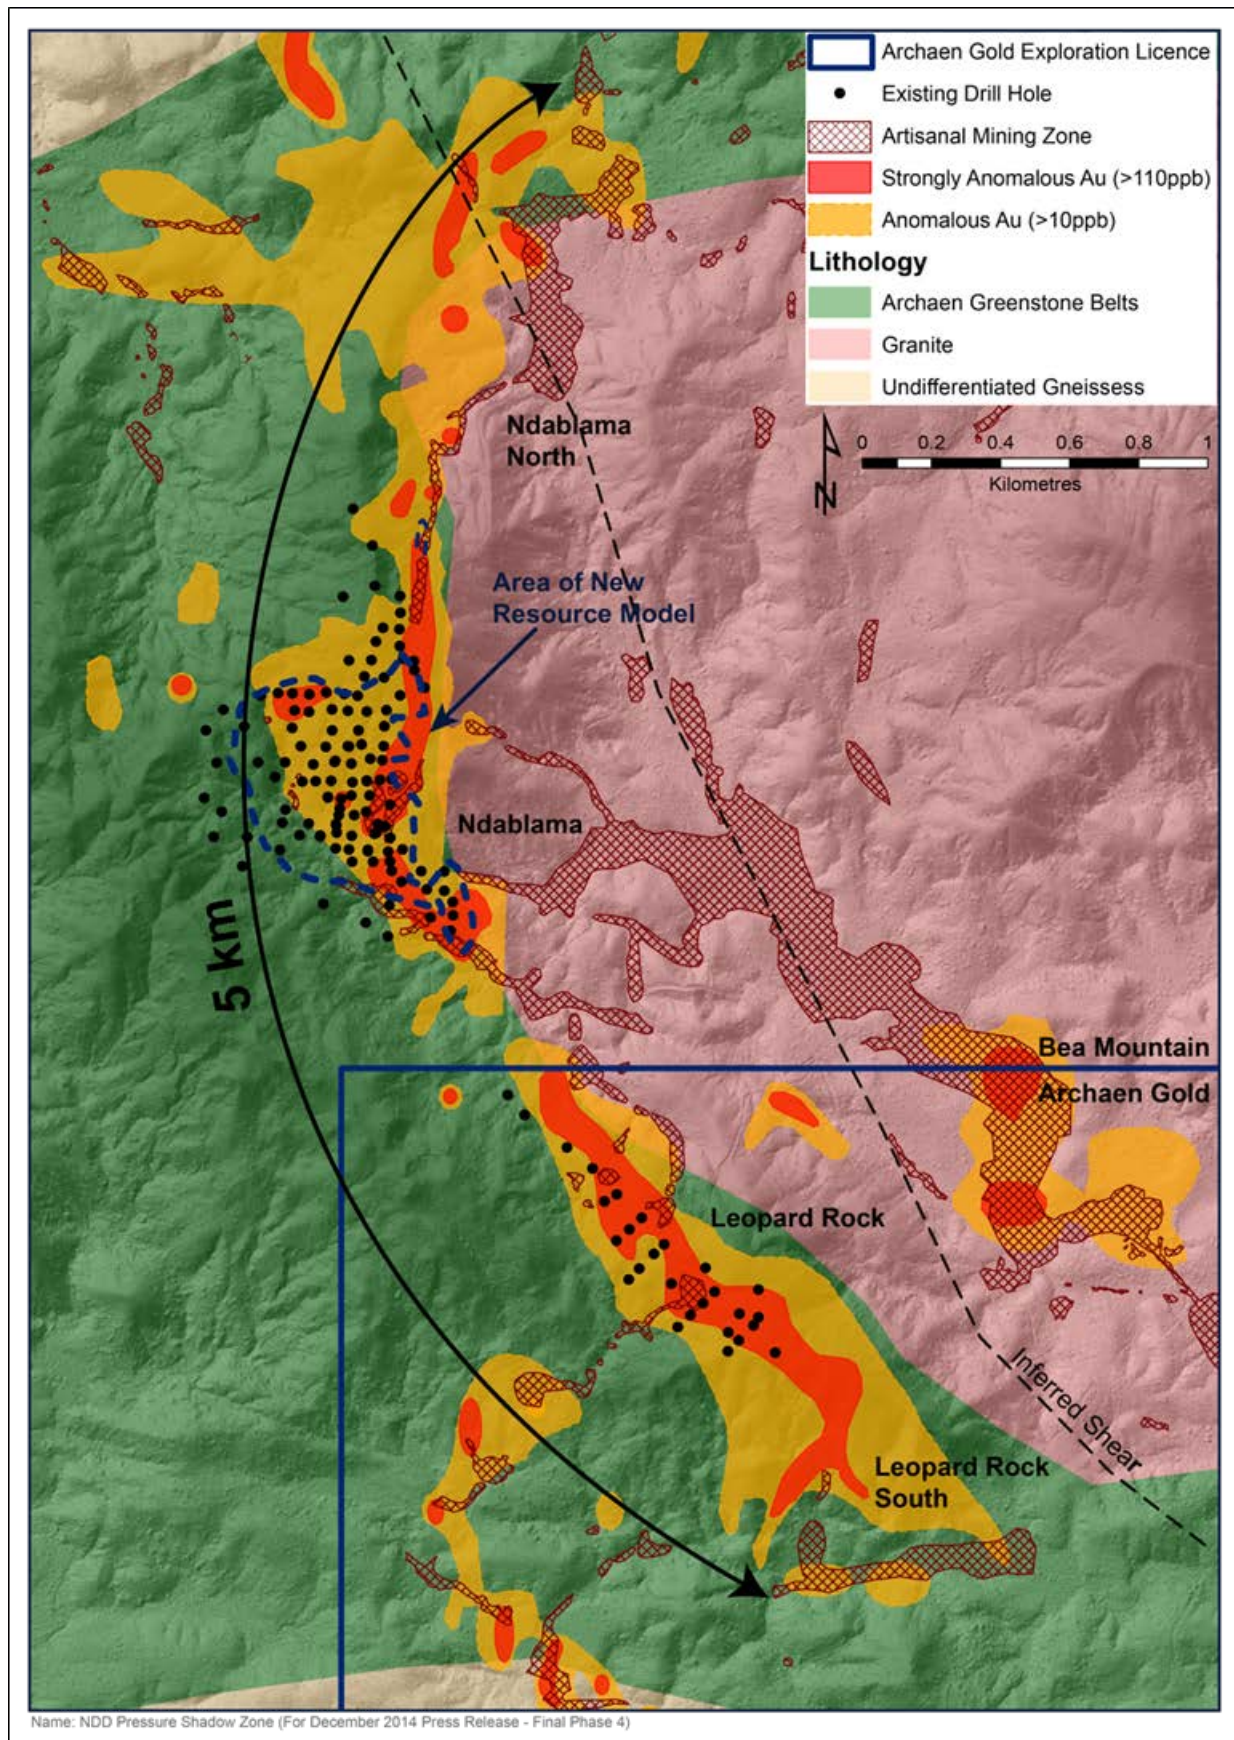 Archaen Gold Exploration Licence
Existing Drill Hole
Artisanal Mining Zone
Strongly Anomalous Au (>110ppb)
Anomalous Au (>10ppb)
Lithology
Archaen Greenstone Belts
Granite
Undifferentiated Gneissess
0 0.2 0.4 0.6 0.8 1
Kilometres
N
Ndablama
North
Area of New
Resource Model
Ndablama
5 km
Bea Mountain
Archaen Gold
Leopard Rock
Inferred Shear
Leopard Rock
South
Name: NDD Pressure Shadow Zone (For December 2014 Press Release - Final Phase 4)